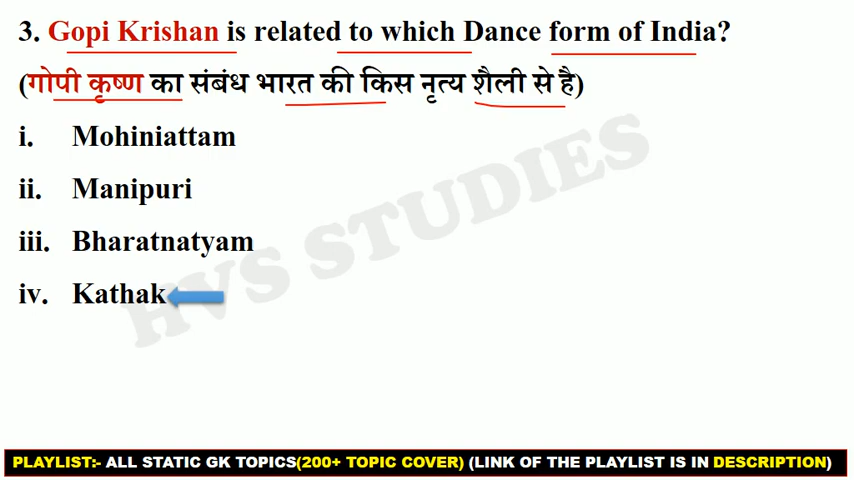 3. Gopi Krishan is related to which Dance form of India?
(गोपी कृष्ण का संबंध भारत की किस नृत्य शैली से है)
i. Mohiniattam
ii. Manipuri
iii. Bharatnatyam
iv. Kathak
HVS STUDIES
PLAYLIST:- ALL STATIC GK TOPICS(200+ TOPIC COVER) (LINK OF THE PLAYLIST IS IN DESCRIPTION)